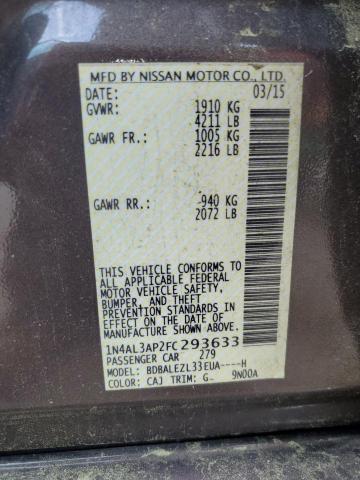 MFD BY NISSAN MOTOR CO., LTD.
DATE: 03/15
GVWR: 1910 KG
4211 LB
GAWR FR.: 1005 KG
2216 LB
GAWR RR.: -940 KG
2072 LB
THIS VEHICLE CONFORMS TO
ALL APPLICABLE FEDERAL
MOTOR VEHICLE SAFETY,
BUMPER, AND THEFT
PREVENTION STANDARDS
IN EFFECT ON THE DATE OF
MANUFACTURE SHOWN ABOVE.
1N4AL3AP2FC293633
PASSENGER CAR 279
MODEL: BDBALEZL33EUA----H
COLOR: CAJ TRIM: G 9N00A